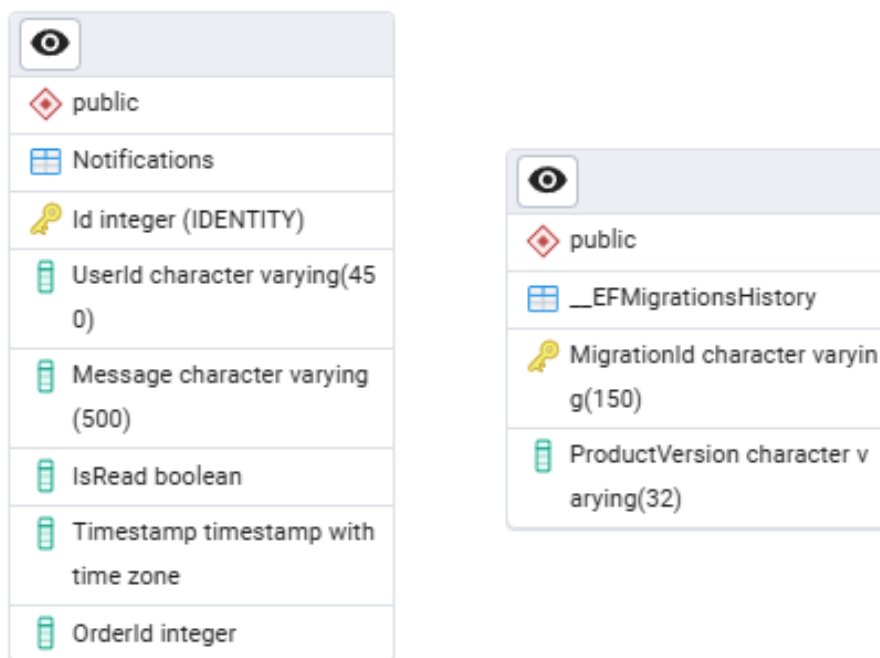 public
Notifications
Id integer (IDENTITY)
UserId character varying(45
0)
Message character varying
(500)
IsRead boolean
Timestamp timestamp with
time zone
OrderId integer
public
__EFMigrationsHistory
MigrationId character varyin
g(150)
ProductVersion character v
arying(32)